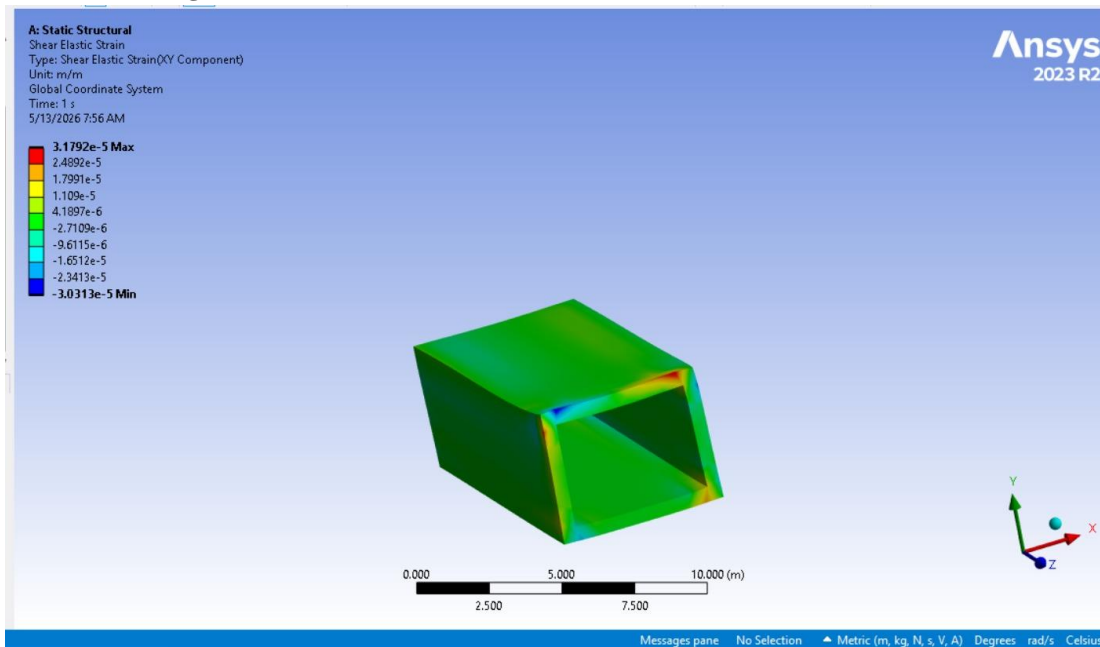 A: Static Structural
Shear Elastic Strain
Type: Shear Elastic Strain(XY Component)
Unit: m/m
Global Coordinate System
Time: 1 s
5/13/2026 7:56 AM
3.1792e-5 Max
2.4892e-5
1.7991e-5
1.109e-5
4.1897e-6
-2.7109e-6
-9.6115e-6
-1.6512e-5
-2.3413e-5
-3.0313e-5 Min
Ansys
2023 R2
Y
X
Z
0.000 5.000 10.000 (m)
2.500 7.500
Messages pane No Selection Metric (m, kg, N, s, V, A) Degrees rad/s Celsius